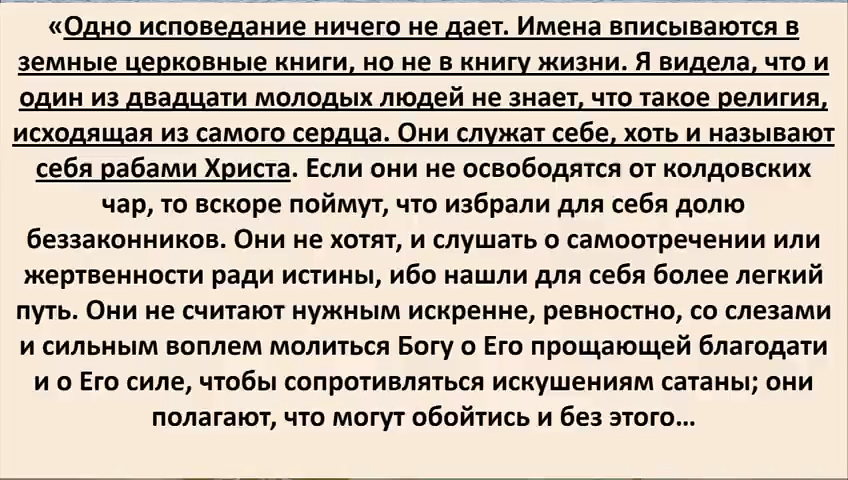 «Одно исповедание ничего не дает. Имена вписываются в
земные церковные книги, но не в книгу жизни. Я видела, что и
один из двадцати молодых людей не знает, что такое религия,
исходящая из самого сердца. Они служат себе, хоть и называют
себя рабами Христа. Если они не освободятся от колдовских
чар, то вскоре поймут, что избрали для себя долю
беззаконников. Они не хотят, и слушать о самоотречении или
жертвенности ради истины, ибо нашли для себя более легкий
путь. Они не считают нужным искренне, ревностно, со слезами
и сильным воплем молиться Богу о Его прощающей благодати
и о Его силе, чтобы сопротивляться искушениям сатаны; они
полагают, что могут обойтись и без этого...